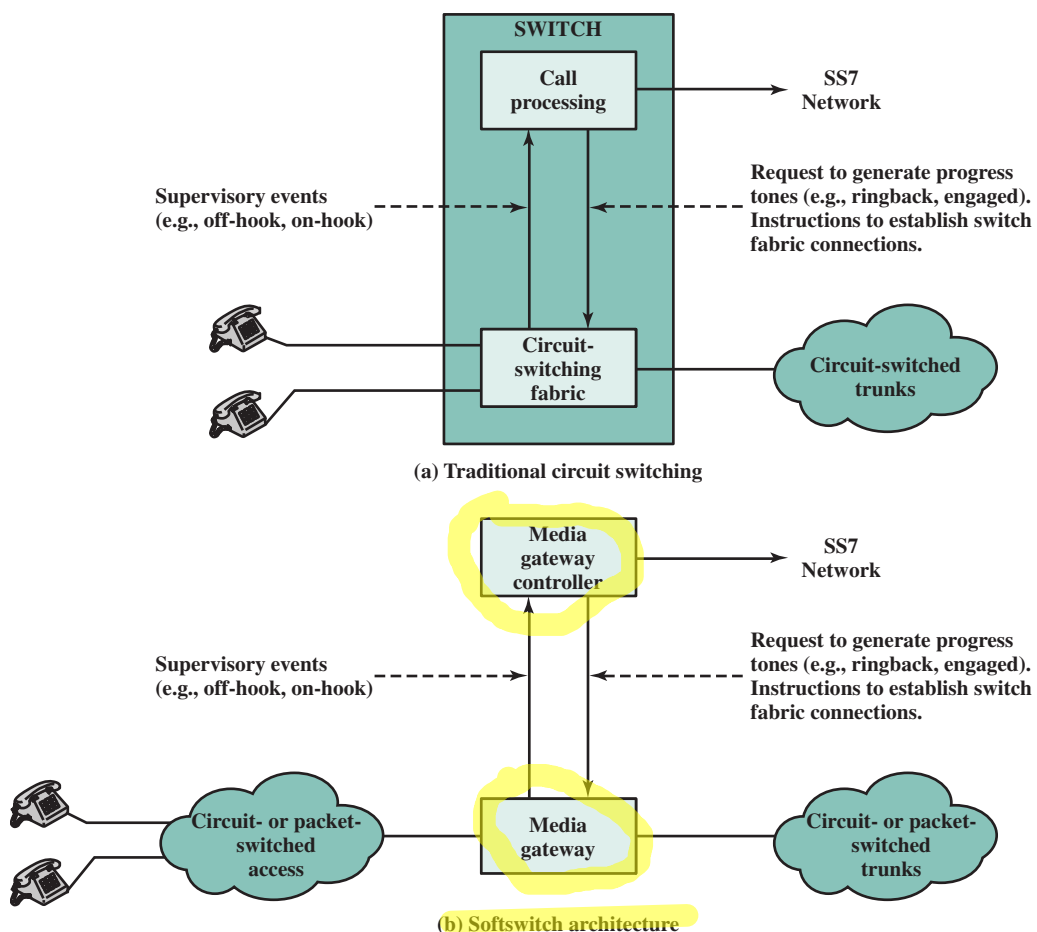 SWITCH
Call
processing
SS7
Network
Supervisory events
(e.g., off-hook, on-hook)
Request to generate progress
tones (e.g., ringback, engaged).
Instructions to establish switch
fabric connections.
Circuit-
switching
fabric
Circuit-switched
trunks
(a) Traditional circuit switching
Media
gateway
controller
SS7
Network
Supervisory events
(e.g., off-hook, on-hook)
Request to generate progress
tones (e.g., ringback, engaged).
Instructions to establish switch
fabric connections.
Circuit- or packet-
switched
access
Media
gateway
Circuit- or packet-
switched
trunks
(b) Softswitch architecture